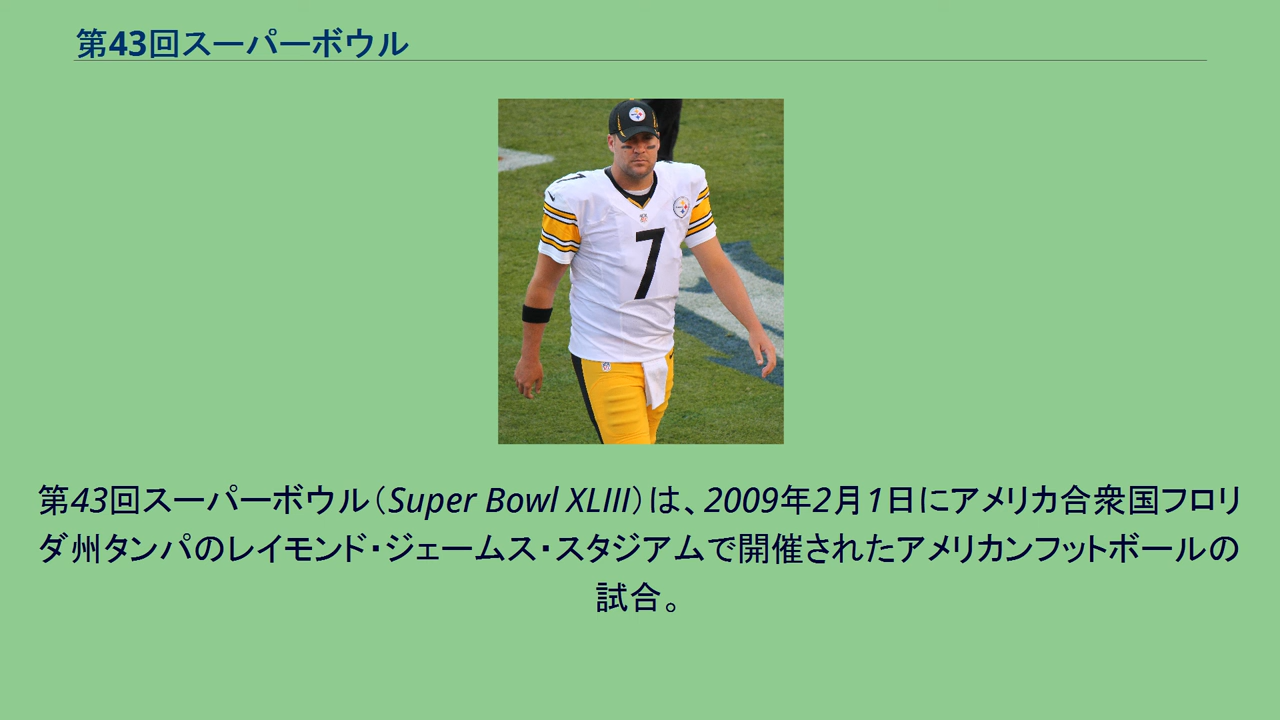 第43回スーパーボウル
7
7
第43回スーパーボウル（Super Bowl XLIII）は、2009年2月1日にアメリカ合衆国フロリ
ダ州タンパのレイモンド・ジェームス・スタジアムで開催されたアメリカンフットボールの
試合。